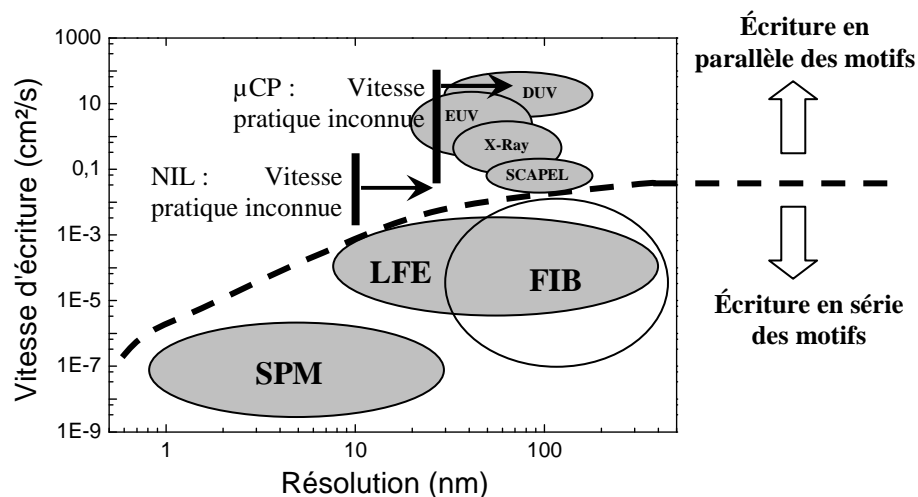 1000
10
0,1
1E-3
1E-5
1E-7
1E-9
Vitesse d'écriture (cm²/s)
µCP : Vitesse
pratique inconnue
NIL : Vitesse
pratique inconnue
DUV
EUV
X-Ray
SCAPEL
LFE
FIB
SPM
1
10
100
Résolution (nm)
Écriture en
parallèle des motifs
Écriture en série
des motifs